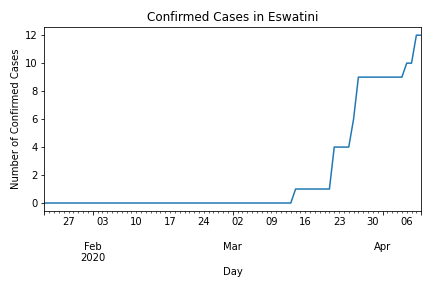 Confirmed Cases in Eswatini
Number of Confirmed Cases
12
10
8
6
4
2
0
27 03 10 17 24 02 09 16 23 30 06
Feb Mar Apr
2020
Day